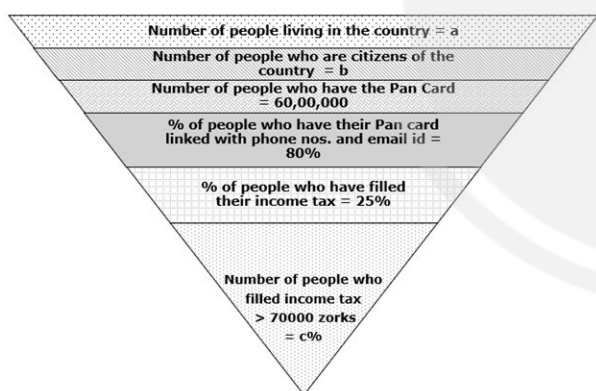 Number of people living in the country = a
Number of people who are citizens of the
country = b
Number of people who have the Pan Card
= 60,00,000
% of people who have their Pan card
linked with phone nos. and email id =
80%
% of people who have filled
their income tax = 25%
Number of people who
filled income tax
> 70000 zorks
= c%